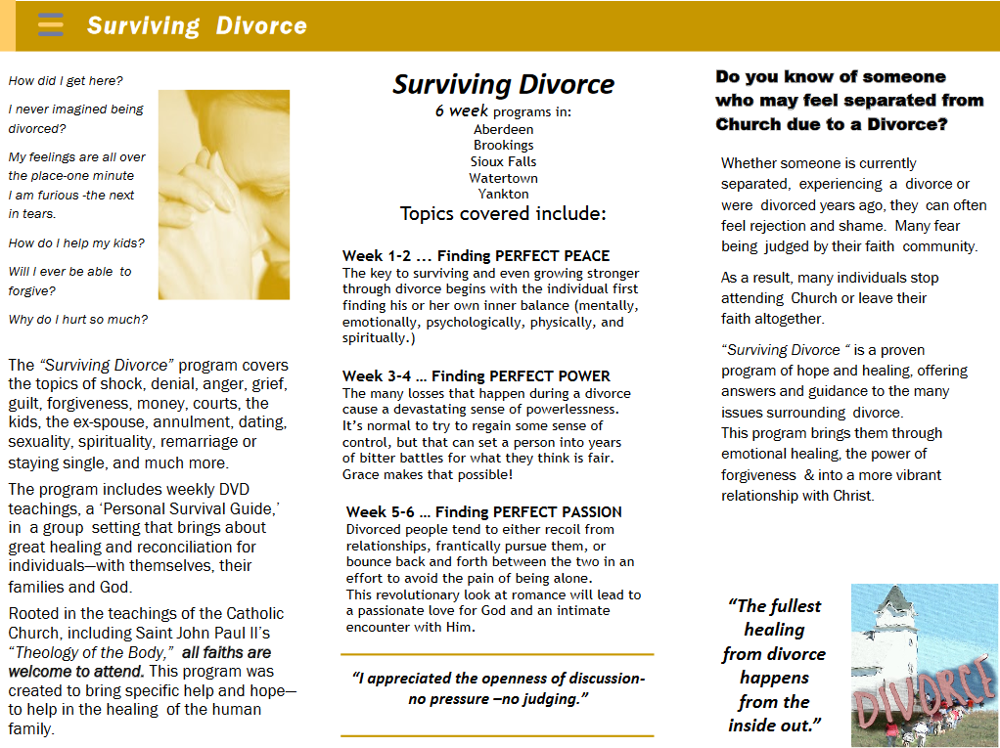 Surviving Divorce
How did I get here?
I never imagined being
divorced?
My feelings are all over
the place-one minute
I am furious -the next
in tears.
How do I help my kids?
Will I ever be able to
forgive?
Why do I hurt so much?
The “Surviving Divorce” program covers
the topics of shock, denial, anger, grief,
guilt, forgiveness, money, courts, the
kids, the ex-spouse, annulment, dating,
sexuality, spirituality, remarriage or
staying single, and much more.
The program includes weekly DVD
teachings, a ‘Personal Survival Guide,’
in a group setting that brings about
great healing and reconciliation for
individuals—with themselves, their
families and God.
Rooted in the teachings of the Catholic
Church, including Saint John Paul II’s
“Theology of the Body,” all faiths are
welcome to attend. This program was
created to bring specific help and hope—
to help in the healing of the human
family.
Surviving Divorce
6 week programs in:
Aberdeen
Brookings
Sioux Falls
Watertown
Yankton
Topics covered include:
Week 1-2 ... Finding PERFECT PEACE
The key to surviving and even growing stronger
through divorce begins with the individual first
finding his or her own inner balance (mentally,
emotionally, psychologically, physically, and
spiritually.)
Week 3-4 … Finding PERFECT POWER
The many losses that happen during a divorce
cause a devastating sense of powerlessness.
It’s normal to try to regain some sense of
control, but that can set a person into years
of bitter battles for what they think is fair.
Grace makes that possible!
Week 5-6 … Finding PERFECT PASSION
Divorced people tend to either recoil from
relationships, frantically pursue them, or
bounce back and forth between the two in an
effort to avoid the pain of being alone.
This revolutionary look at romance will lead to
a passionate love for God and an intimate
encounter with Him.
“I appreciated the openness of discussion-
no pressure –no judging.”
Do you know of someone
who may feel separated from
Church due to a Divorce?
Whether someone is currently
separated, experiencing a divorce or
were divorced years ago, they can often
feel rejection and shame. Many fear
being judged by their faith community.
As a result, many individuals stop
attending Church or leave their
faith altogether.
“Surviving Divorce “ is a proven
program of hope and healing, offering
answers and guidance to the many
issues surrounding divorce.
This program brings them through
emotional healing, the power of
forgiveness & into a more vibrant
relationship with Christ.
“The fullest
healing
from divorce
happens
from the
inside out.”
DIVORCE